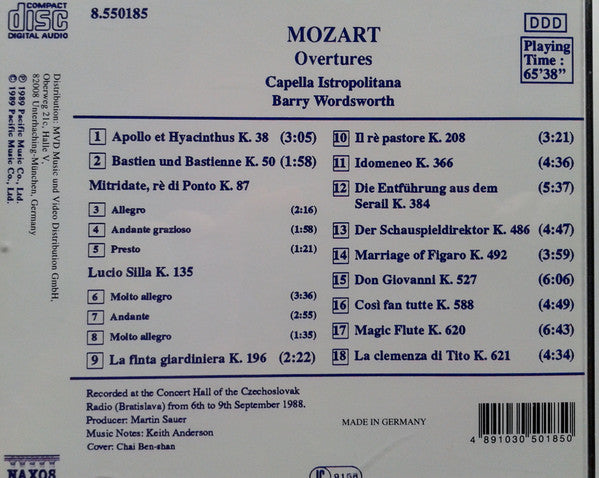 COMPACT
disc
DIGITAL AUDIO
8.550185
DDD
MOZART
Overtures
Capella Istropolitana
Barry Wordsworth
Playing
Time :
65'38"
1 Apollo et Hyacinthus K. 38 (3:05)
2 Bastien und Bastienne K. 50 (1:58)
Mitridate, rè di Ponto K. 87
3 Allegro (2:16)
4 Andante grazioso (1:58)
5 Presto (1:21)
Lucio Silla K. 135
6 Molto allegro (3:36)
7 Andante (2:55)
8 Molto allegro (1:35)
9 La finta giardiniera K. 196 (2:22)
10 Il rè pastore K. 208 (3:21)
11 Idomeneo K. 366 (4:36)
12 Die Entführung aus dem (5:37)
Serail K. 384
13 Der Schauspieldirektor K. 486 (4:47)
14 Marriage of Figaro K. 492 (3:59)
15 Don Giovanni K. 527 (6:06)
16 Così fan tutte K. 588 (4:49)
17 Magic Flute K. 620 (6:43)
18 La clemenza di Tito K. 621 (4:34)
Recorded at the Concert Hall of the Czechoslovak
Radio (Bratislava) from 6th to 9th September 1988.
Producer: Martin Sauer
Music Notes: Keith Anderson
Cover: Chai Ben-shan
MADE IN GERMANY
4 891030 501850
NAXOS
LC 9158
Distribution: MVD Music und Video Distribution GmbH,
Oberweg 21c, Halle V,
82008 Unterhaching-München, Germany
℗ 1989 Pacific Music Co., Ltd.
© 1989 Pacific Music Co., Ltd.